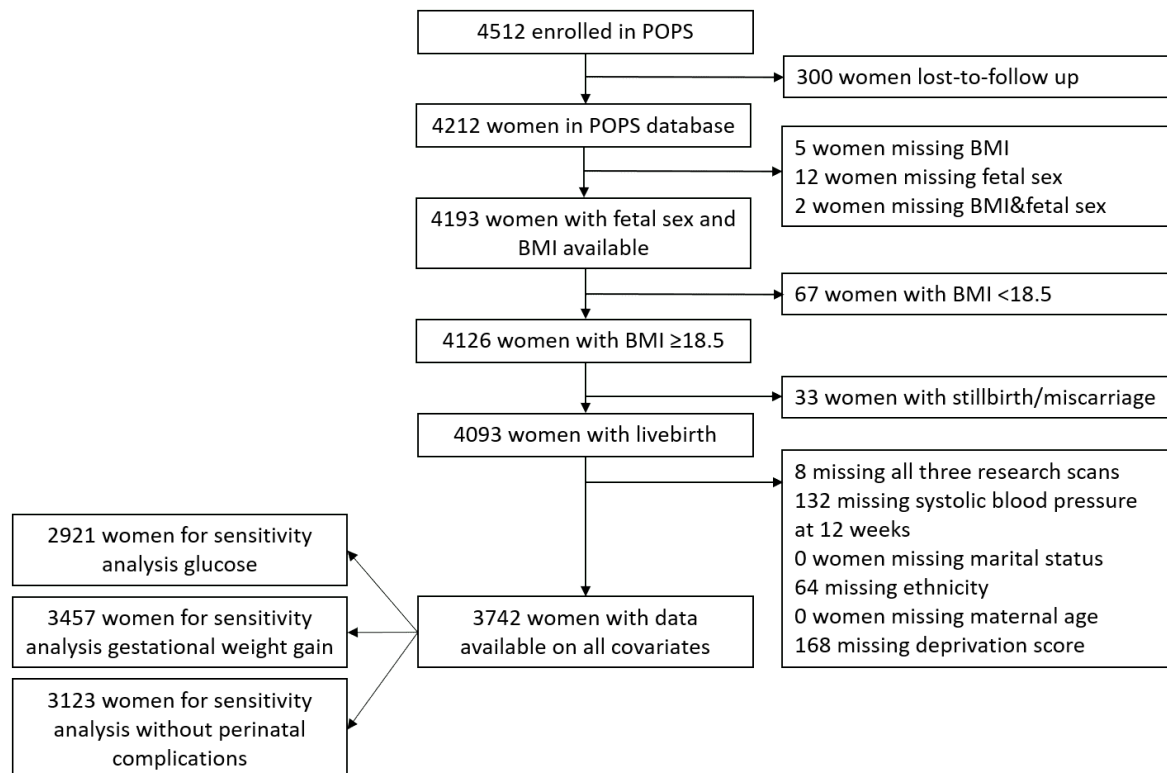 4512 enrolled in POPS
300 women lost-to-follow up
4212 women in POPS database
5 women missing BMI
12 women missing fetal sex
2 women missing BMI&fetal sex
4193 women with fetal sex and
BMI available
67 women with BMI <18.5
4126 women with BMI ≥18.5
33 women with stillbirth/miscarriage
4093 women with livebirth
8 missing all three research scans
132 missing systolic blood pressure
at 12 weeks
0 women missing marital status
64 missing ethnicity
0 women missing maternal age
168 missing deprivation score
3742 women with data
available on all covariates
2921 women for sensitivity
analysis glucose
3457 women for sensitivity
analysis gestational weight gain
3123 women for sensitivity
analysis without perinatal
complications